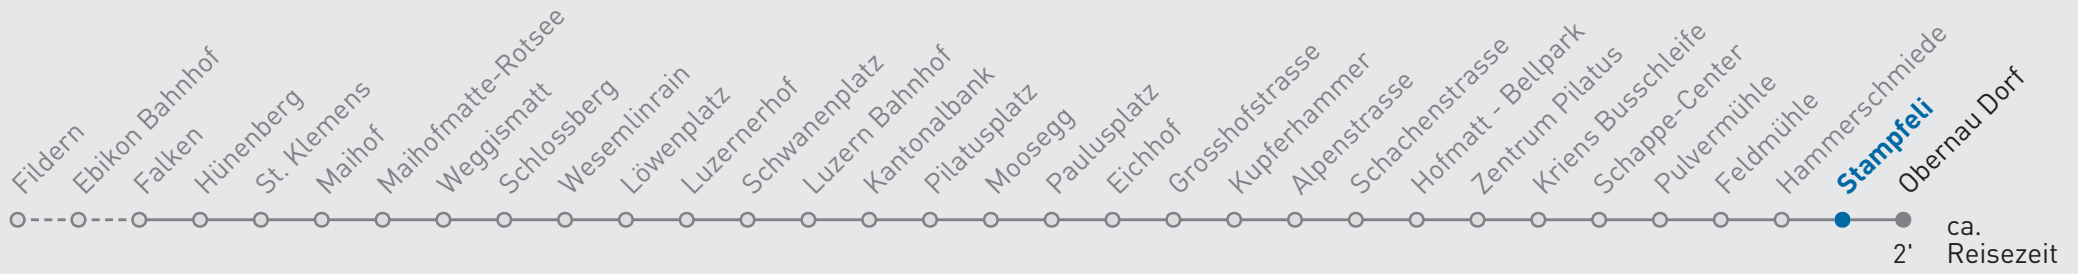 Fildern
Ebikon Bahnhof
Falken
Hünenberg
St. Klemens
Maihof
Maihofmatte-Rotsee
Weggismatt
Schlossberg
Wesemlinrain
Löwenplatz
Luzernerhof
Schwanenplatz
Luzern Bahnhof
Kantonalbank
Pilatusplatz
Moosegg
Paulusplatz
Eichhof
Grosshofstrasse
Kupferhammer
Alpenstrasse
Schachenstrasse
Hofmatt - Bellpark
Zentrum Pilatus
Kriens Busschleife
Schappe-Center
Pulvermühle
Feldmühle
Hammerschmiede
Stampfeli
Obernau Dorf
ca.
2' Reisezeit